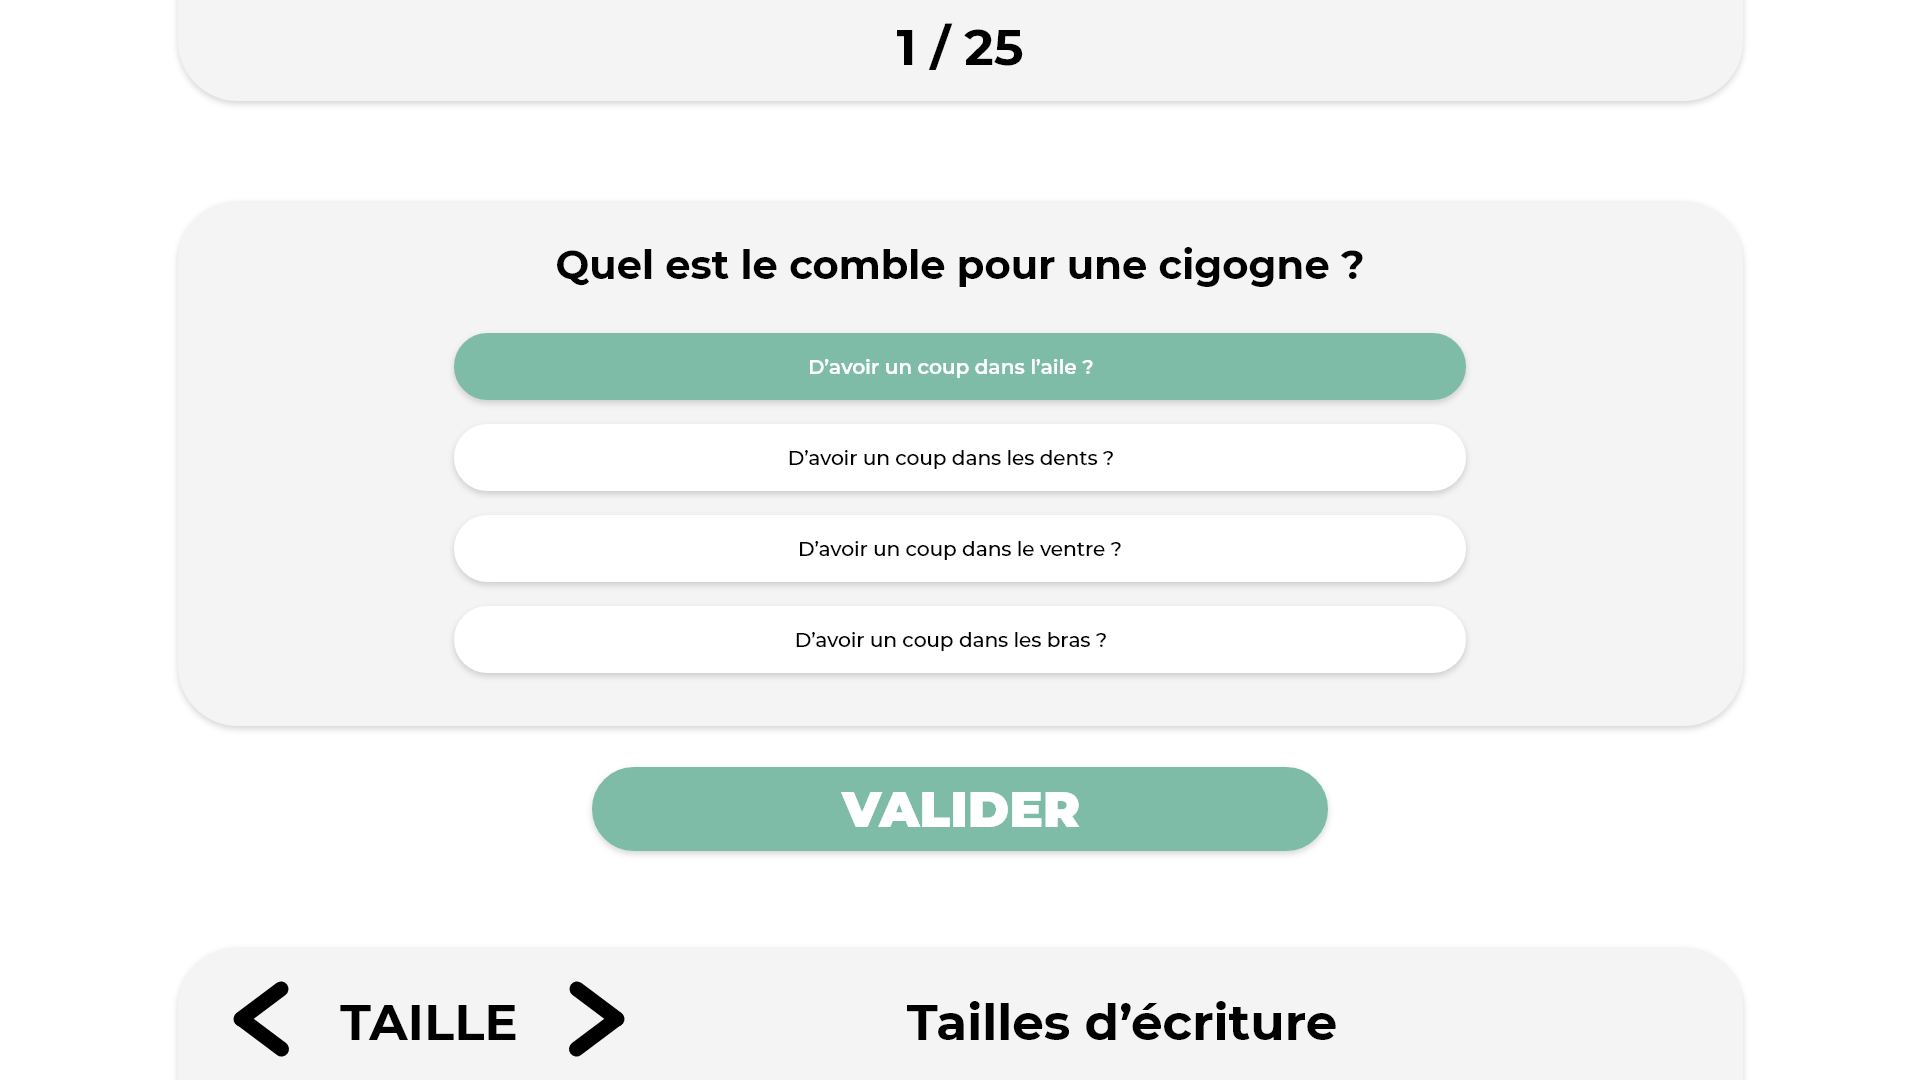 1 / 25
Quel est le comble pour une cigogne ?
D’avoir un coup dans l’aile ?
D’avoir un coup dans les dents ?
D’avoir un coup dans le ventre ?
D’avoir un coup dans les bras ?
VALIDER
TAILLE
Tailles d’écriture